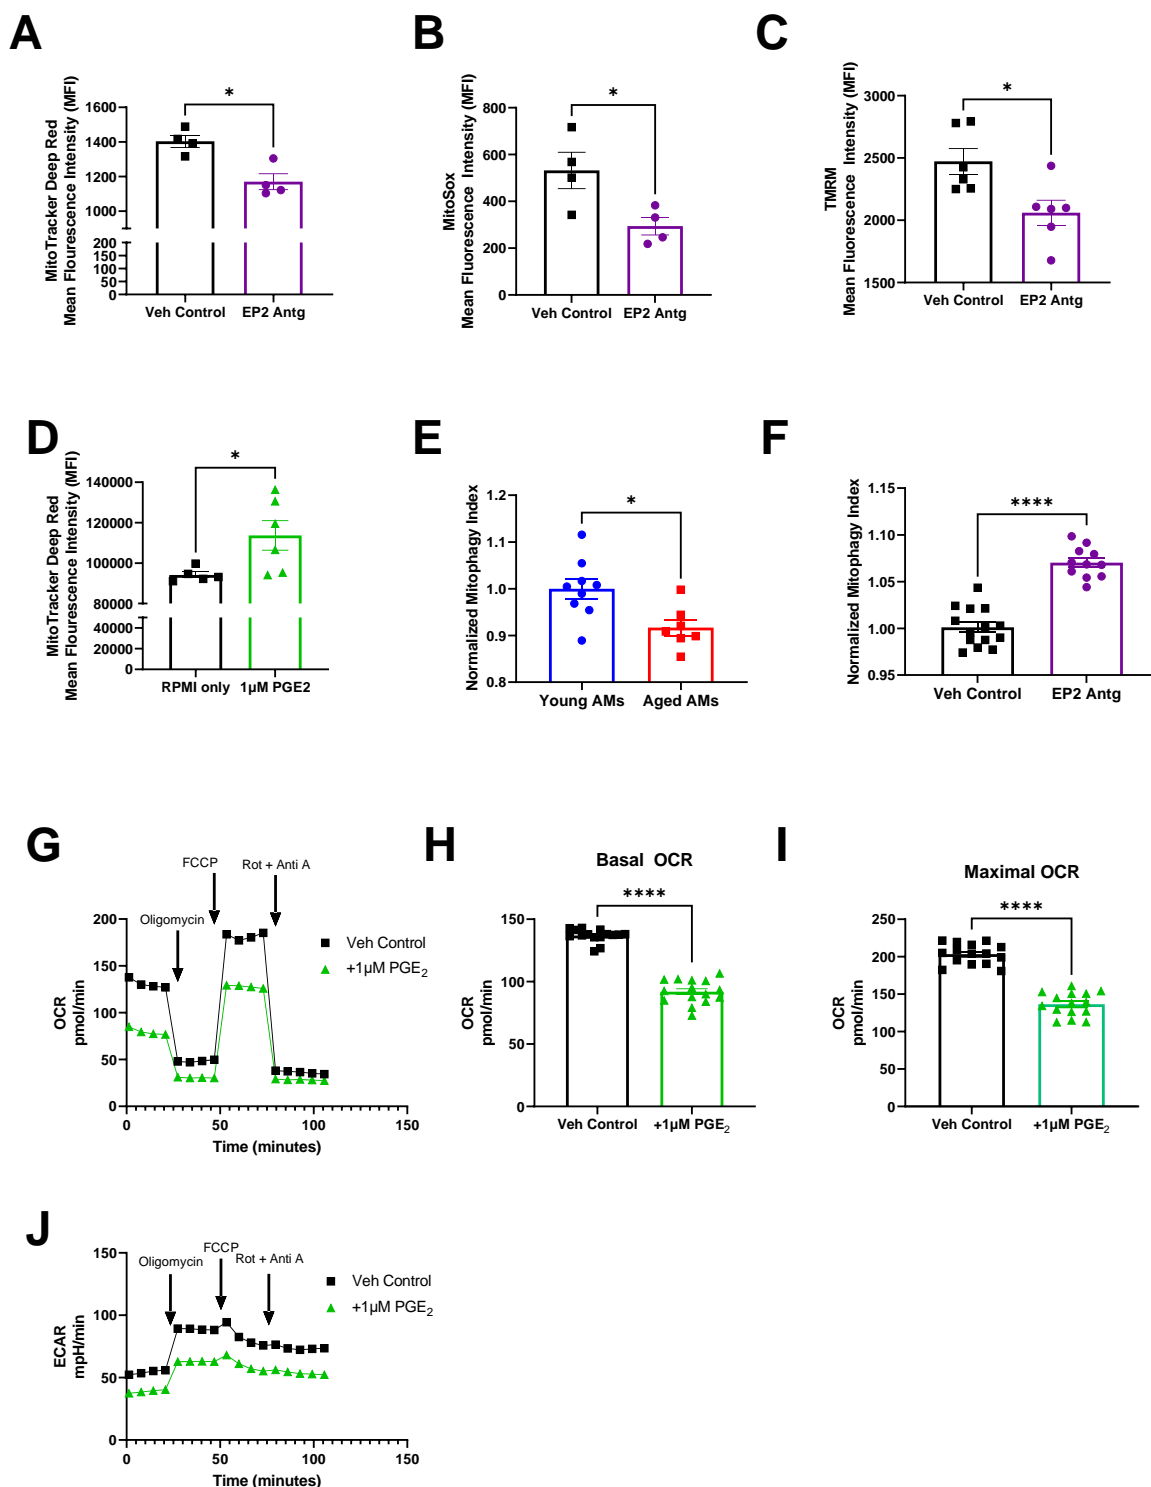 A
MitoTracker Deep Red
Mean Flourescence Intensity (MFI)
1600
1400
1200
1000
200
150
100
50
0
*
Veh Control
EP2 Antg
B
MitoSox
Mean Fluorescence Intensity (MFI)
800
600
400
200
0
*
Veh Control
EP2 Antg
C
TMRM
Mean Fluorescence Intensity (MFI)
3000
2500
2000
1500
*
Veh Control
EP2 Antg
D
MitoTracker Deep Red
Mean Flourescence Intensity (MFI)
140000
120000
100000
80000
60000
40000
20000
0
*
RPMI only
1µM PGE2
E
Normalized Mitophagy Index
1.2
1.1
1.0
0.9
0.8
*
Young AMs
Aged AMs
F
Normalized Mitophagy Index
1.15
1.10
1.05
1.00
0.95
****
Veh Control
EP2 Antg
G
OCR
pmol/min
200
150
100
50
0
Oligomycin
FCCP
Rot + Anti A
Veh Control
+1µM PGE2
0
50
100
150
Time (minutes)
H
Basal OCR
OCR
pmol/min
150
100
50
0
****
Veh Control
+1µM PGE2
I
Maximal OCR
OCR
pmol/min
250
200
150
100
50
0
****
Veh Control
+1µM PGE2
J
ECAR
mpH/min
150
100
50
0
Oligomycin
FCCP
Rot + Anti A
Veh Control
+1µM PGE2
0
50
100
150
Time (minutes)